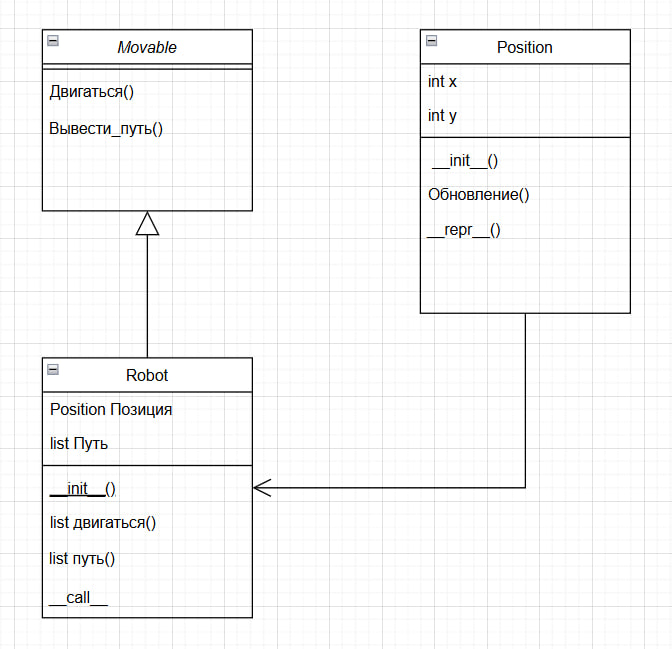 Movable
Двигаться()
Вывести_путь()
Position
int x
int y
__init__()
Обновление()
__repr__()
Robot
Position Позиция
list Путь
__init__()
list двигаться()
list путь()
__call__